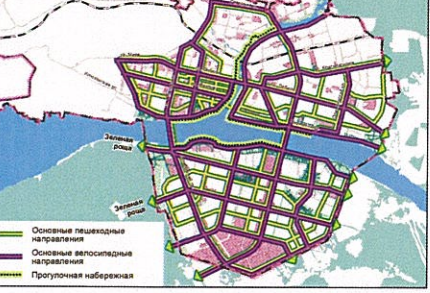 Зеленая
роща
Зеленая
роща
Основные пешеходные
направления
Основные велосипедные
направления
Прогулочная набережная